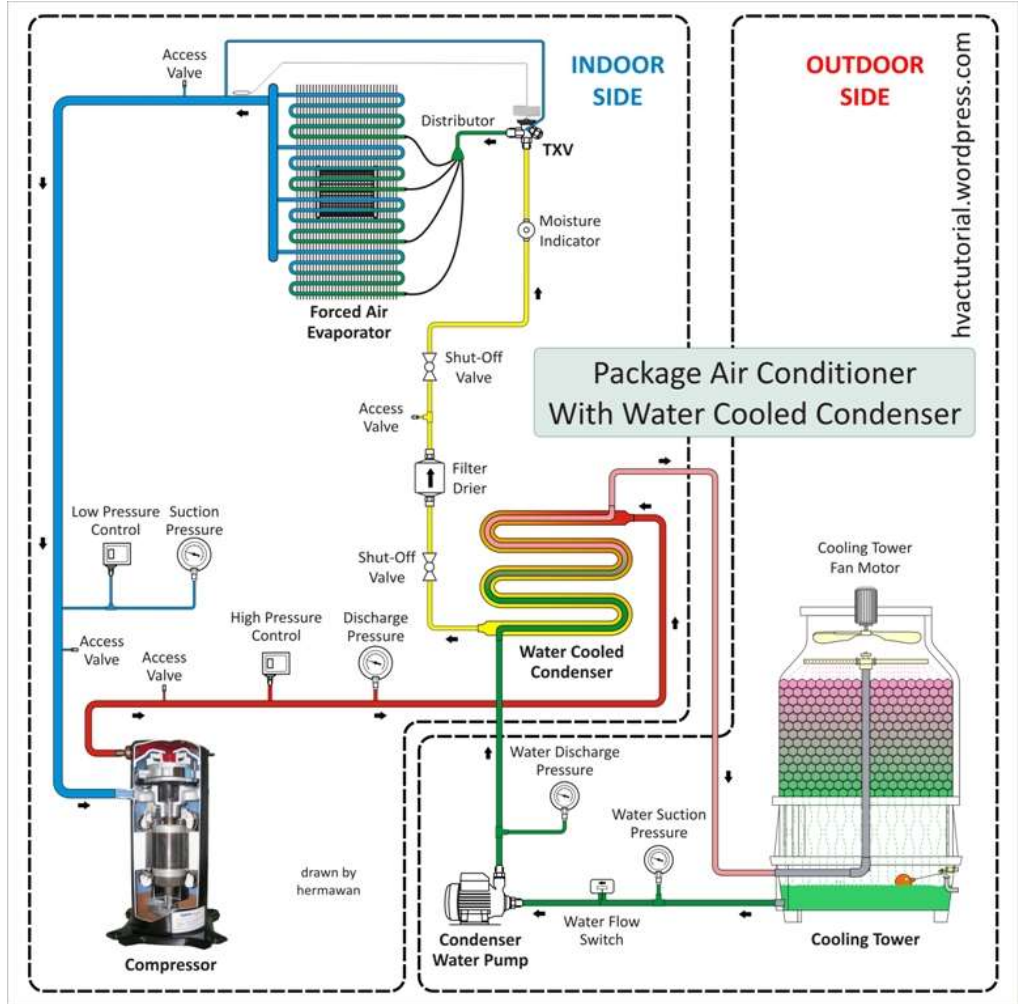 Access
Valve
INDOOR
SIDE
OUTDOOR
SIDE
hvactutorial.wordpress.com
Distributor
TXV
Moisture
Indicator
Forced Air
Evaporator
Shut-Off
Valve
Package Air Conditioner
With Water Cooled Condenser
Access
Valve
Filter
Drier
Low Pressure
Control
Suction
Pressure
Shut-Off
Valve
Cooling Tower
Fan Motor
High Pressure
Control
Discharge
Pressure
Water Cooled
Condenser
Access
Valve
Access
Valve
Water Discharge
Pressure
Water Suction
Pressure
drawn by
hermawan
Water Flow
Switch
Condenser
Water Pump
Cooling Tower
Compressor